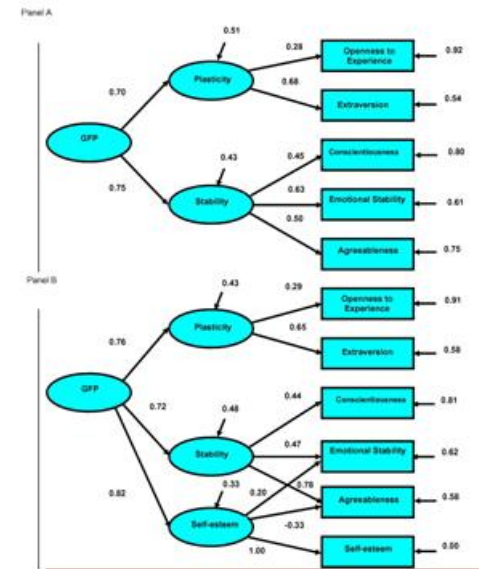 Panel A
0.51
0.28
Openness to
Experience
0.92
Plasticity
0.70
0.68
Extraversion
0.54
GFP
0.43
0.45
Conscientiousness
0.80
0.75
0.63
Emotional Stability
0.61
Stability
0.50
Agreeableness
0.75
Panel B
0.43
0.29
Openness to
Experience
0.91
Plasticity
0.76
0.65
Extraversion
0.58
GFP
0.72
0.48
0.44
Conscientiousness
0.81
0.47
Emotional Stability
0.62
Stability
0.33
0.20
0.78
Agreeableness
0.58
0.82
Self-esteem
-0.33
1.00
Self-esteem
0.00